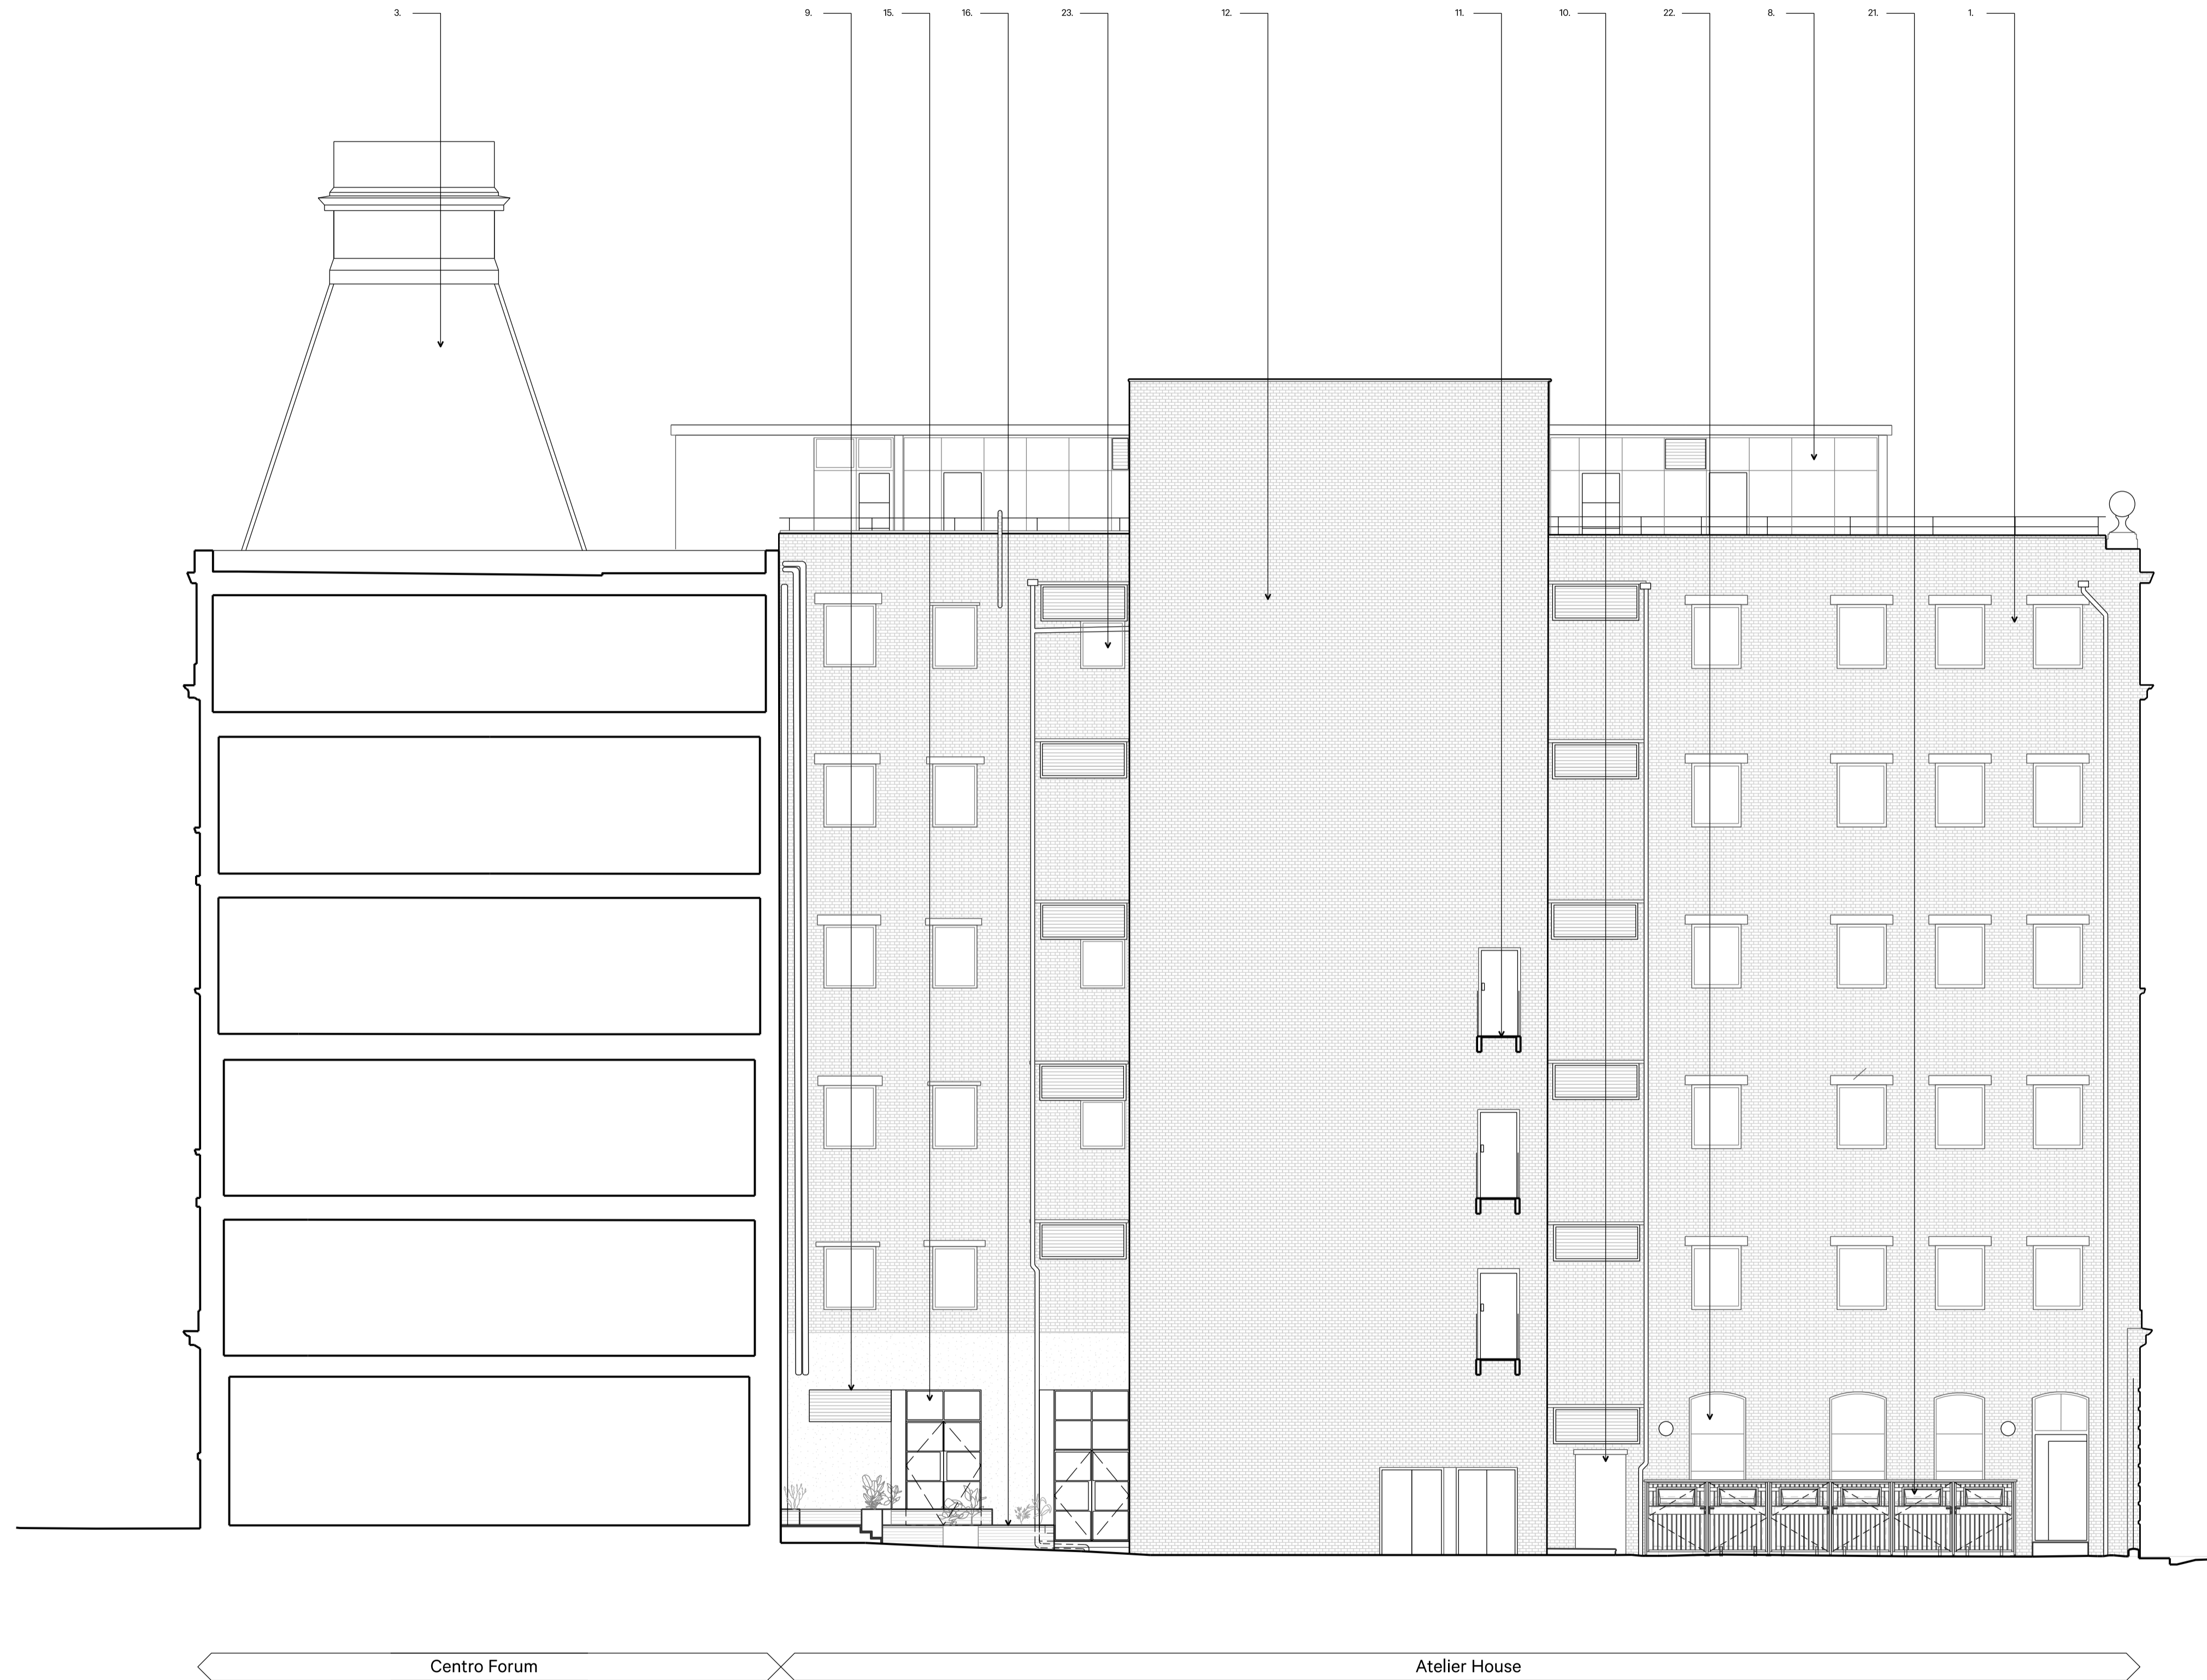 3. 9. 15. 16. 23. 12. 11. 10. 22. 8. 21. 1.
Centro Forum Atelier House